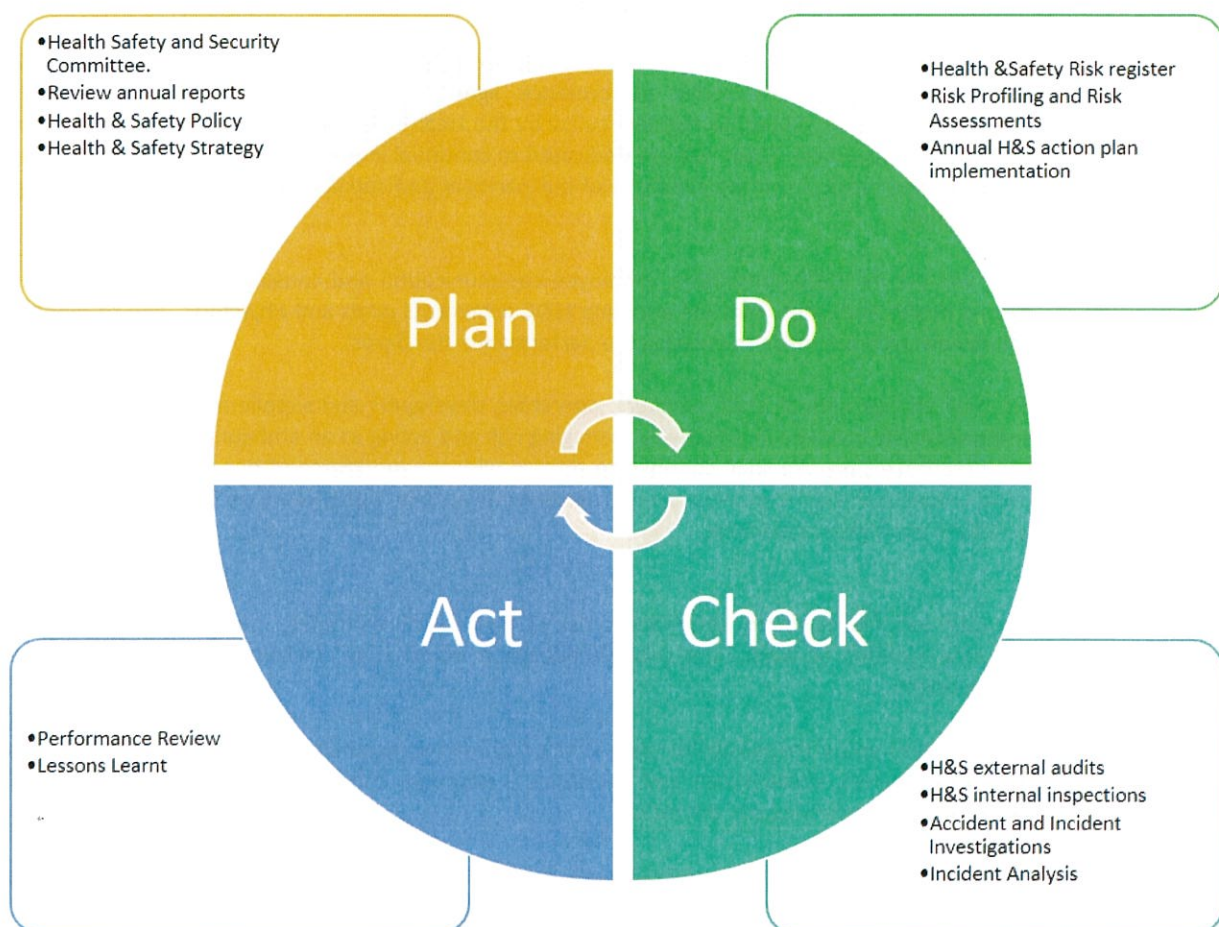 •Health Safety and Security
Committee.
•Review annual reports
•Health & Safety Policy
•Health & Safety Strategy
•Health &Safety Risk register
•Risk Profiling and Risk
Assessments
•Annual H&S action plan
implementation
Plan
Do
Act
Check
•Performance Review
•Lessons Learnt
•H&S external audits
•H&S internal inspections
•Accident and Incident
Investigations
•Incident Analysis